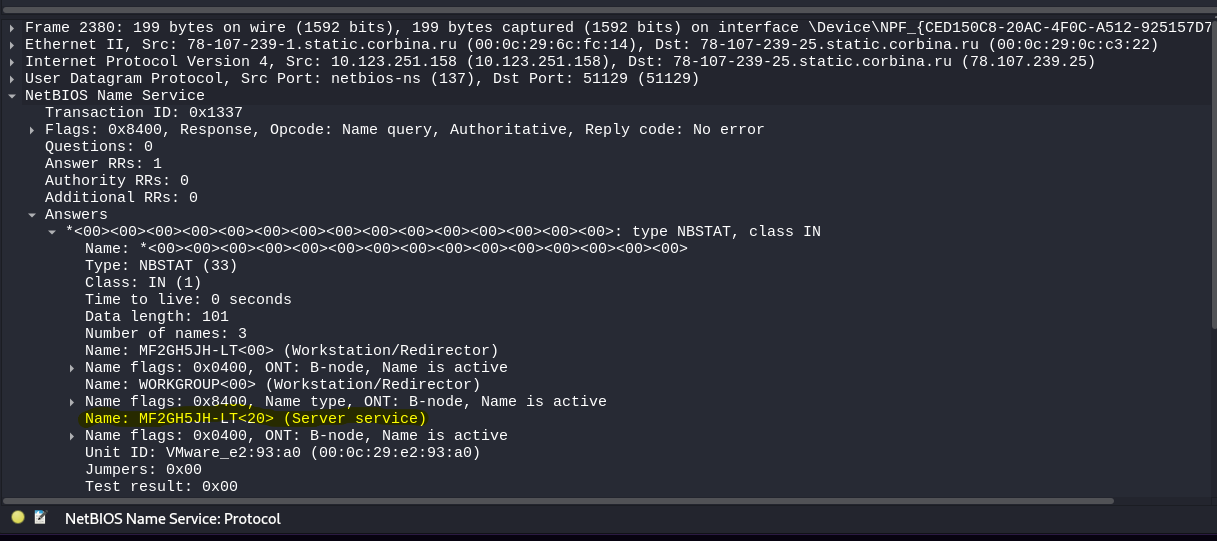 Frame 2380: 199 bytes on wire (1592 bits), 199 bytes captured (1592 bits) on interface \Device\NPF_{CED150C8-20AC-4F0C-A512-925157D7
Ethernet II, Src: 78-107-239-1.static.corbina.ru (00:0c:29:6c:fc:14), Dst: 78-107-239-25.static.corbina.ru (00:0c:29:0c:c3:22)
Internet Protocol Version 4, Src: 10.123.251.158 (10.123.251.158), Dst: 78-107-239-25.static.corbina.ru (78.107.239.25)
User Datagram Protocol, Src Port: netbios-ns (137), Dst Port: 51129 (51129)
NetBIOS Name Service
Transaction ID: 0x1337
Flags: 0x8400, Response, Opcode: Name query, Authoritative, Reply code: No error
Questions: 0
Answer RRs: 1
Authority RRs: 0
Additional RRs: 0
Answers
*<00><00><00><00><00><00><00><00><00><00><00><00><00><00><00>: type NBSTAT, class IN
Name: *<00><00><00><00><00><00><00><00><00><00><00><00><00><00><00>
Type: NBSTAT (33)
Class: IN (1)
Time to live: 0 seconds
Data length: 101
Number of names: 3
Name: MF2GH5JH-LT<00> (Workstation/Redirector)
Name flags: 0x0400, ONT: B-node, Name is active
Name: WORKGROUP<00> (Workstation/Redirector)
Name flags: 0x8400, Name type, ONT: B-node, Name is active
Name: MF2GH5JH-LT<20> (Server service)
Name flags: 0x0400, ONT: B-node, Name is active
Unit ID: VMware_e2:93:a0 (00:0c:29:e2:93:a0)
Jumpers: 0x00
Test result: 0x00
NetBIOS Name Service: Protocol